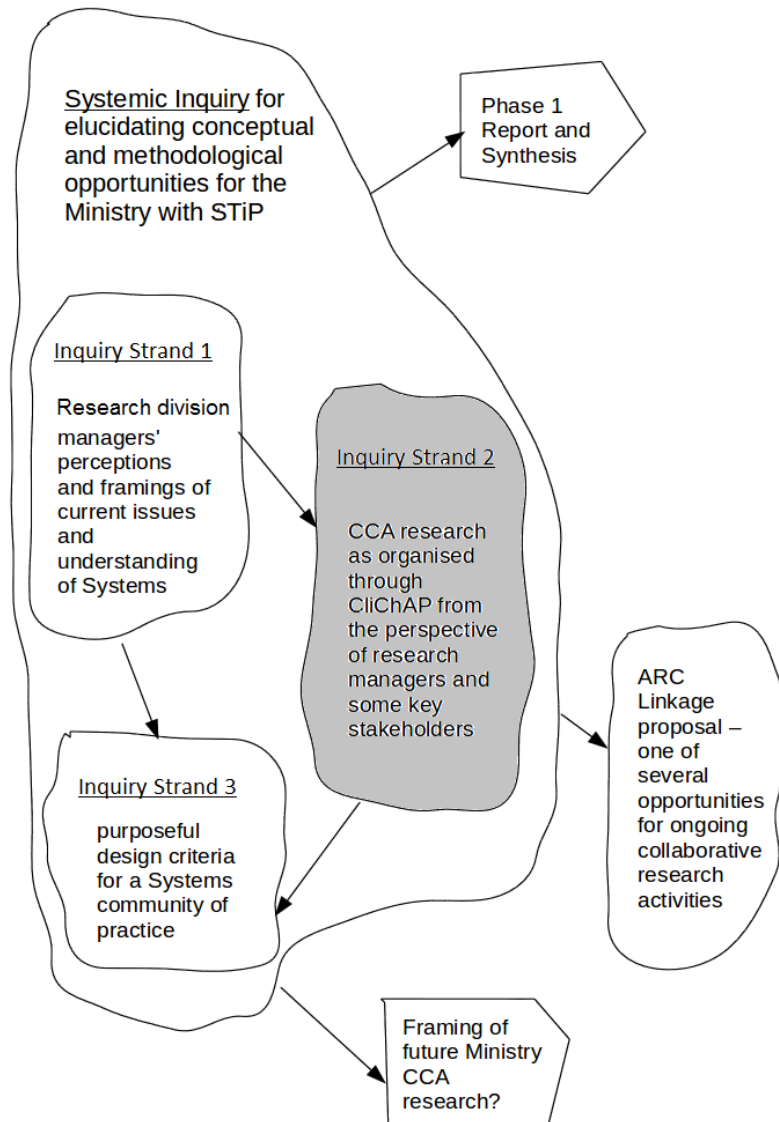 Systemic Inquiry for
elucidating conceptual
and methodological
opportunities for the
Ministry with STiP
Phase 1
Report and
Synthesis
Inquiry Strand 1
Research division
managers'
perceptions
and framings of
current issues
and
understanding
of Systems
Inquiry Strand 2
CCA research
as organised
through
CliChAP from
the perspective
of research
managers and
some key
stakeholders
Inquiry Strand 3
purposeful
design criteria
for a Systems
community of
practice
ARC
Linkage
proposal –
one of
several
opportunities
for ongoing
collaborative
research
activities
Framing of
future Ministry
CCA
research?